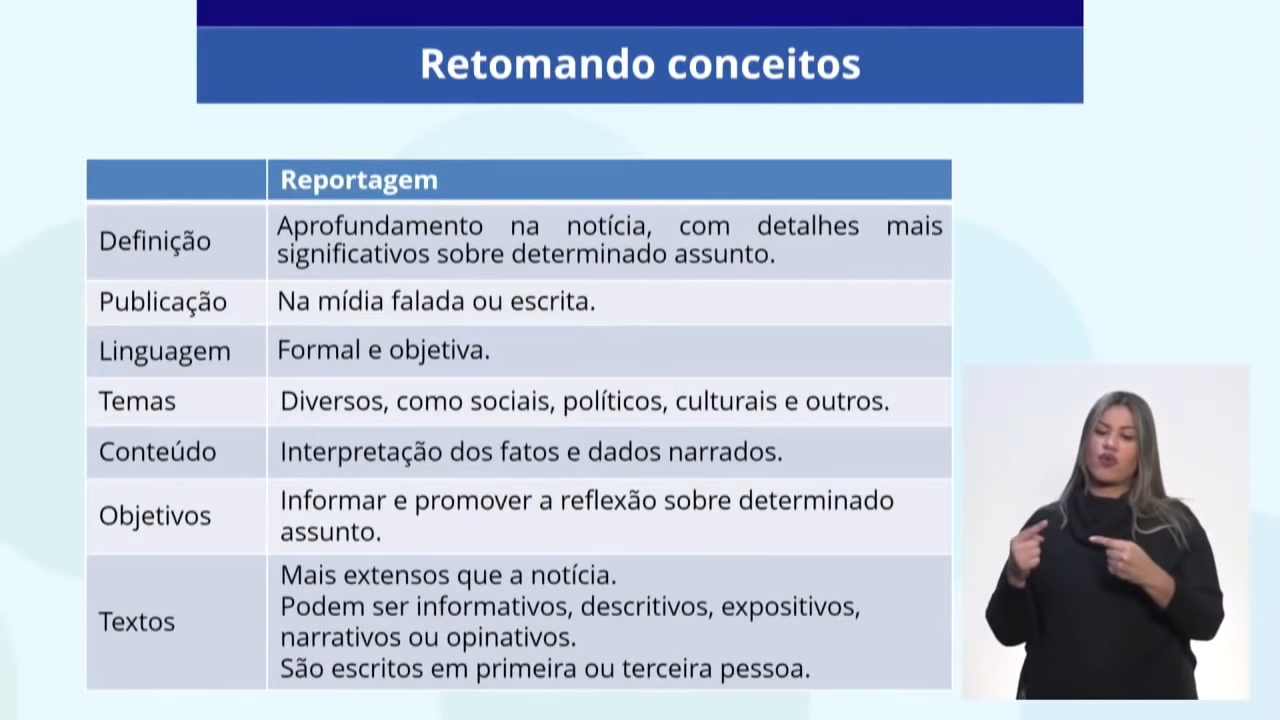 Retomando conceitos
Reportagem
Definição
Aprofundamento na notícia, com detalhes mais
significativos sobre determinado assunto.
Publicação
Na mídia falada ou escrita.
Linguagem
Formal e objetiva.
Temas
Diversos, como sociais, políticos, culturais e outros.
Conteúdo
Interpretação dos fatos e dados narrados.
Objetivos
Informar e promover a reflexão sobre determinado
assunto.
Textos
Mais extensos que a notícia.
Podem ser informativos, descritivos, expositivos,
narrativos ou opinativos.
São escritos em primeira ou terceira pessoa.